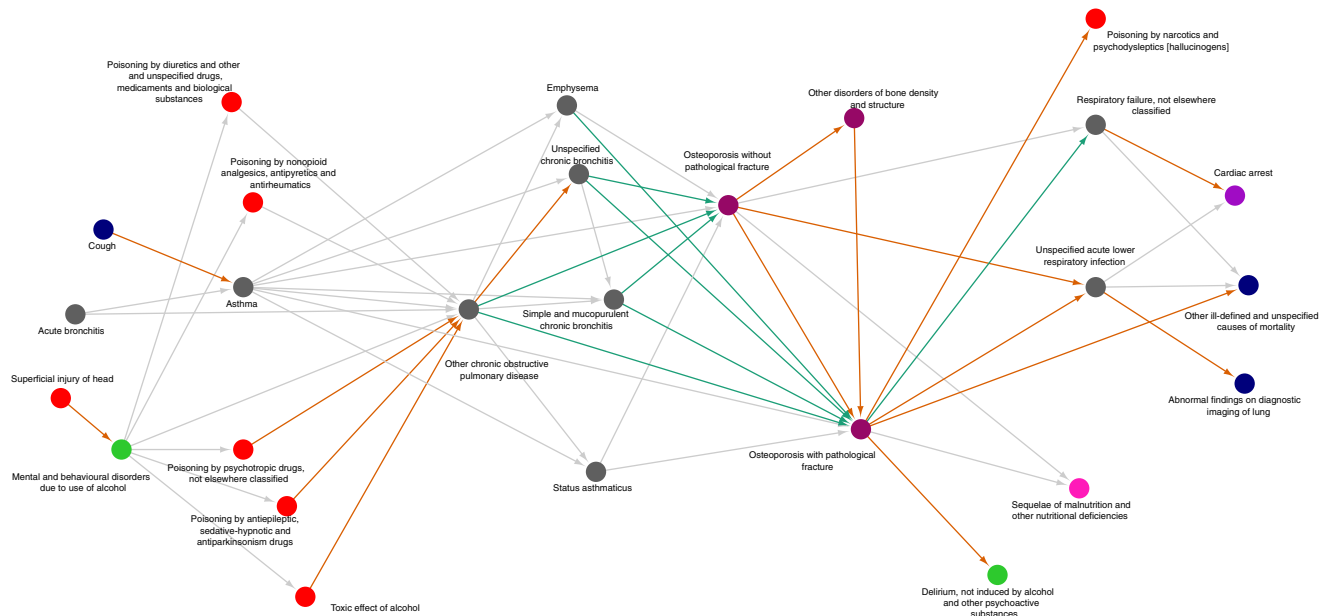 Poisoning by narcotics and
psychodysleptics [hallucinogens]
Poisoning by diuretics and other
and unspecified drugs,
medicaments and biological
substances
Emphysema
Other disorders of bone density
and structure
Respiratory failure, not elsewhere
classified
Unspecified
chronic bronchitis
Poisoning by nonopioid
analgesics, antipyretics and
antirheumatics
Osteoporosis without
pathological fracture
Cardiac arrest
Cough
Unspecified acute lower
respiratory infection
Asthma
Acute bronchitis
Simple and mucopurulent
chronic bronchitis
Other ill-defined and unspecified
causes of mortality
Other chronic obstructive
pulmonary disease
Superficial injury of head
Abnormal findings on diagnostic
imaging of lung
Osteoporosis with pathological
fracture
Mental and behavioural disorders
due to use of alcohol
Poisoning by psychotropic drugs,
not elsewhere classified
Status asthmaticus
Sequelae of malnutrition and
other nutritional deficiencies
Poisoning by antiepileptic,
sedative-hypnotic and
antiparkinsonism drugs
Delirium, not induced by alcohol
and other psychoactive
substances
Toxic effect of alcohol